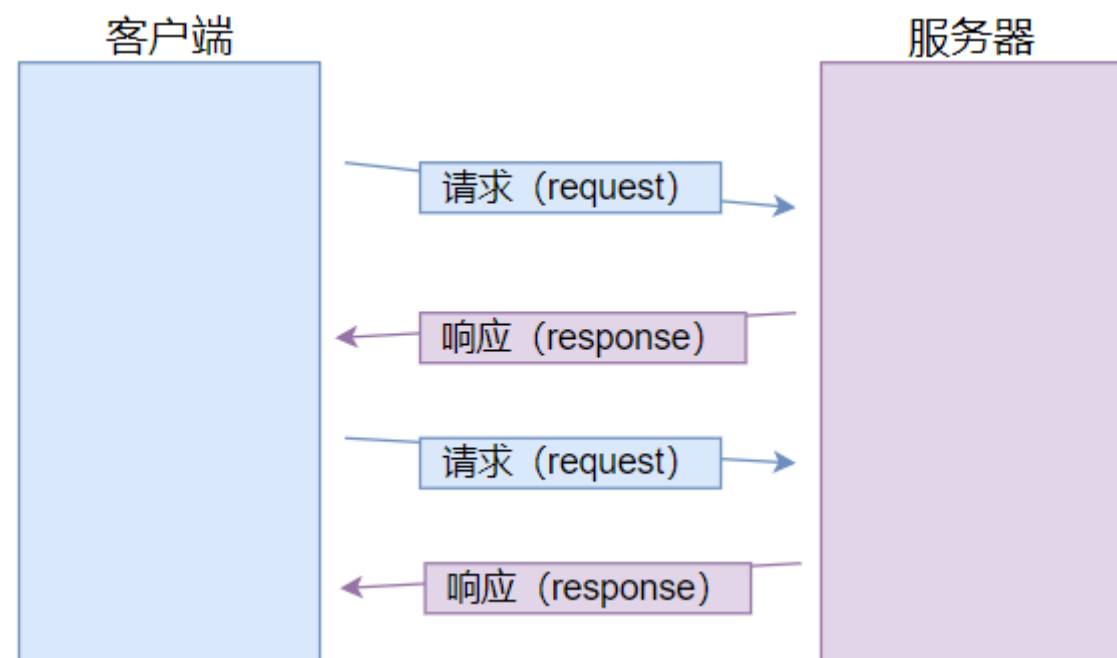 客户端
服务器
请求（request）
响应（response）
请求（request）
响应（response）